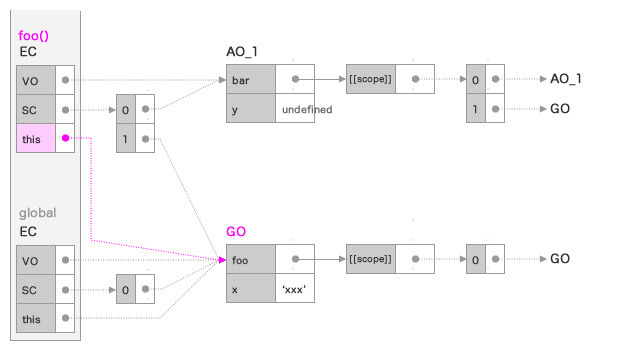 foo()
EC
VO
SC
this
0
1
AO_1
bar
y
undefined
[[scope]]
0
1
AO_1
GO
global
EC
VO
SC
this
0
GO
foo
x
‘xxx’
[[scope]]
0
GO